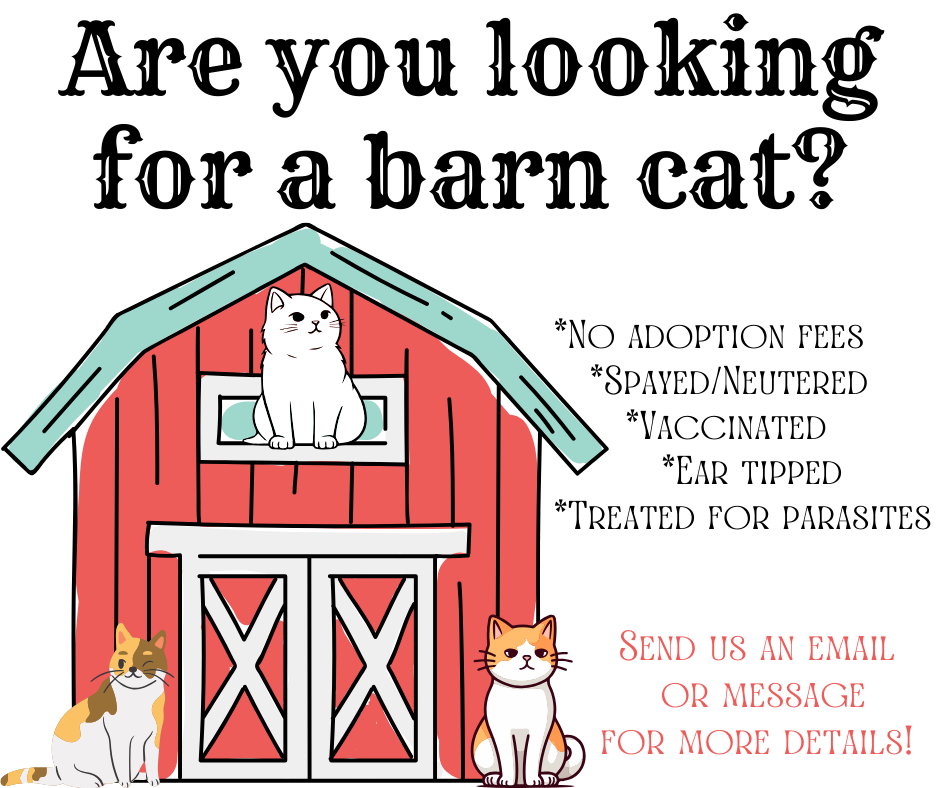 Are you looking
for a barn cat?
*No adoption fees
*Spayed/Neutered
*Vaccinated
*Ear tipped
*Treated for parasites
Send us an email
or message
for more details!